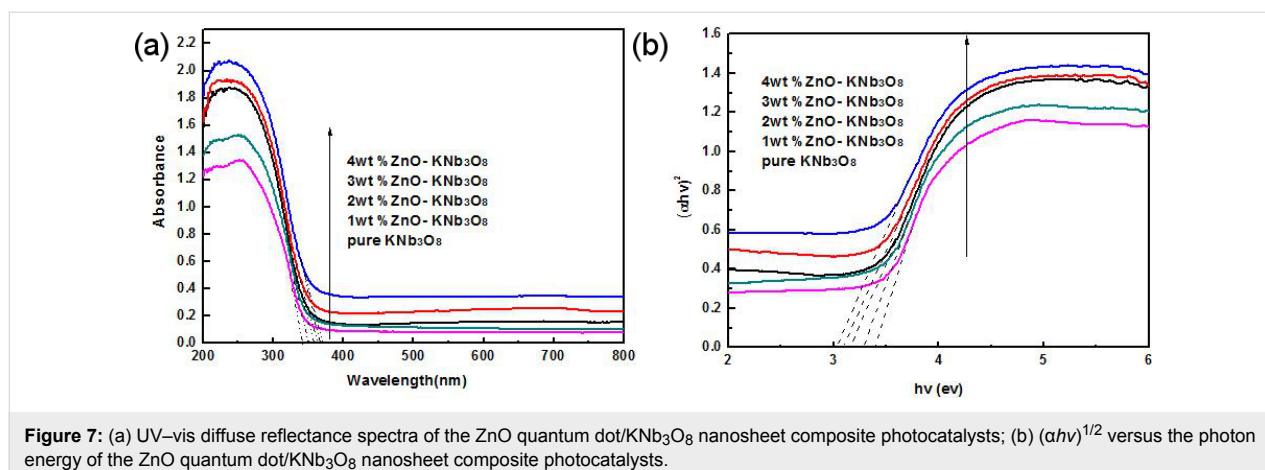 (a)
2.2
2.0
1.8
1.6
1.4
1.2
1.0
0.8
0.6
0.4
0.2
0.0
Absorbance
4wt %ZnO- KNb₃O₈
3wt %ZnO- KNb₃O₈
2wt %ZnO- KNb₃O₈
1wt %ZnO- KNb₃O₈
pure KNb₃O₈
200 300 400 500 600 700 800
Wavelength(nm)
(b)
1.6
1.4
1.2
1.0
0.8
0.6
0.4
0.2
0.0
(αhν)²
4wt %ZnO- KNb₃O₈
3wt %ZnO- KNb₃O₈
2wt %ZnO- KNb₃O₈
1wt %ZnO- KNb₃O₈
pure KNb₃O₈
2 3 4 5 6
hν (ev)
Figure 7: (a) UV–vis diffuse reflectance spectra of the ZnO quantum dot/KNb₃O₈ nanosheet composite photocatalysts; (b) (αhν)¹ᐟ² versus the photon
energy of the ZnO quantum dot/KNb₃O₈ nanosheet composite photocatalysts.